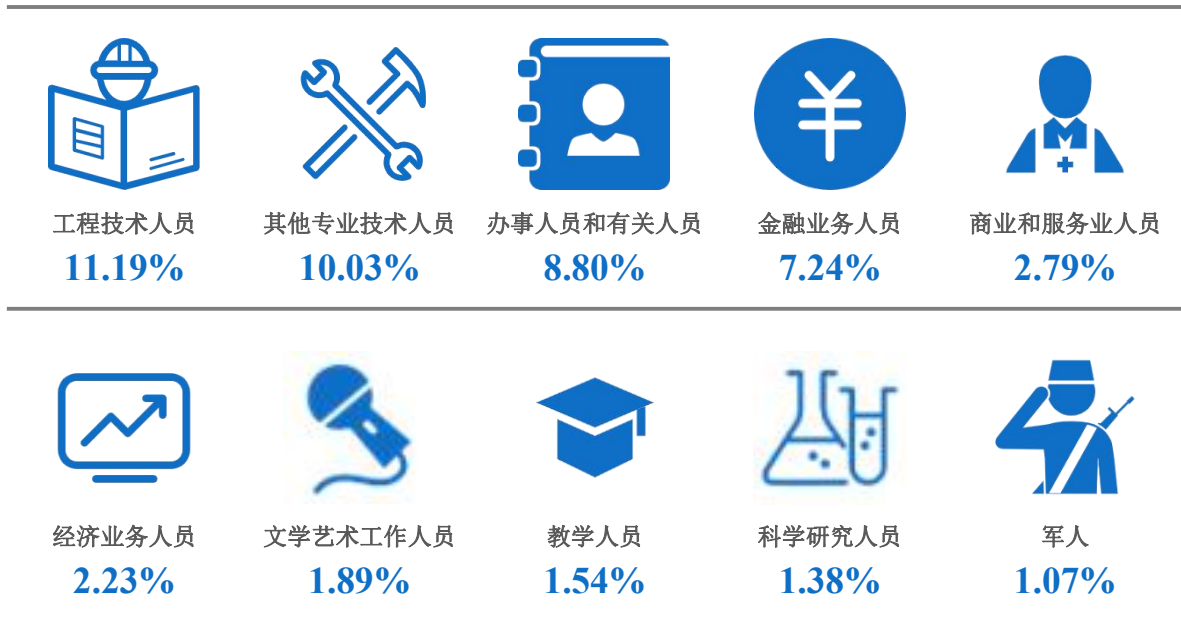 工程技术人员
其他专业技术人员
办事人员和有关人员
金融业务人员
商业和服务业人员
11.19%
10.03%
8.80%
7.24%
2.79%
经济业务人员
文学艺术工作人员
教学人员
科学研究人员
军人
2.23%
1.89%
1.54%
1.38%
1.07%